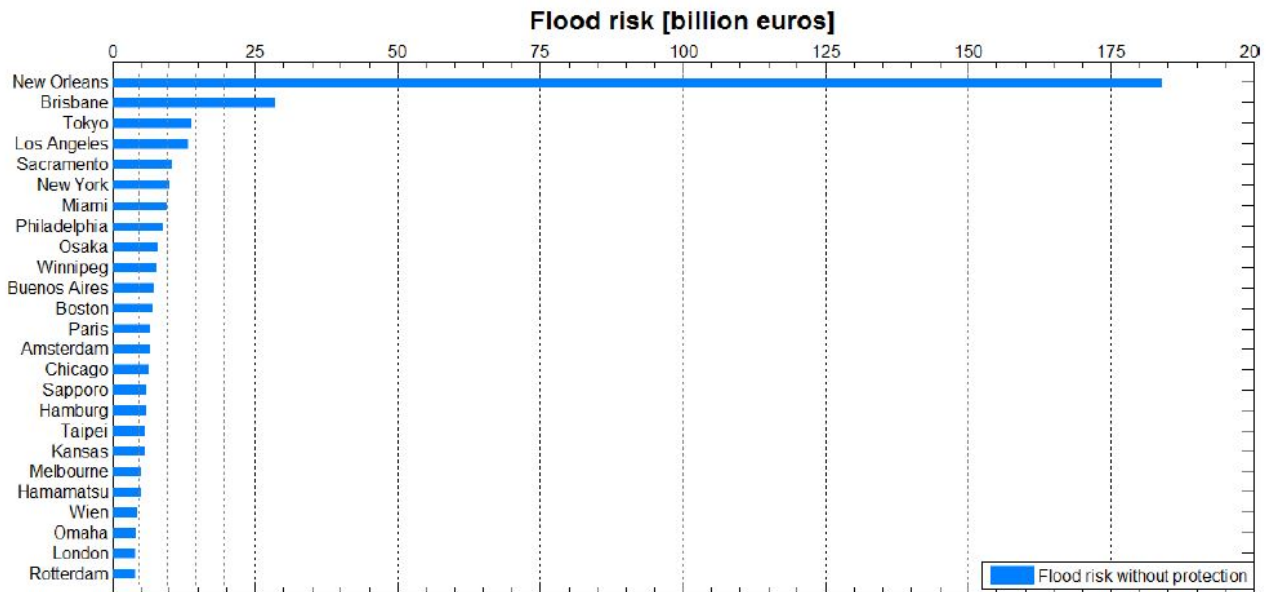 Flood risk [billion euros]
0 25 50 75 100 125 150 175 20
New Orleans
Brisbane
Tokyo
Los Angeles
Sacramento
New York
Miami
Philadelphia
Osaka
Winnipeg
Buenos Aires
Boston
Paris
Amsterdam
Chicago
Sapporo
Hamburg
Taipei
Kansas
Melbourne
Hamamatsu
Wien
Omaha
London
Rotterdam
Flood risk without protection